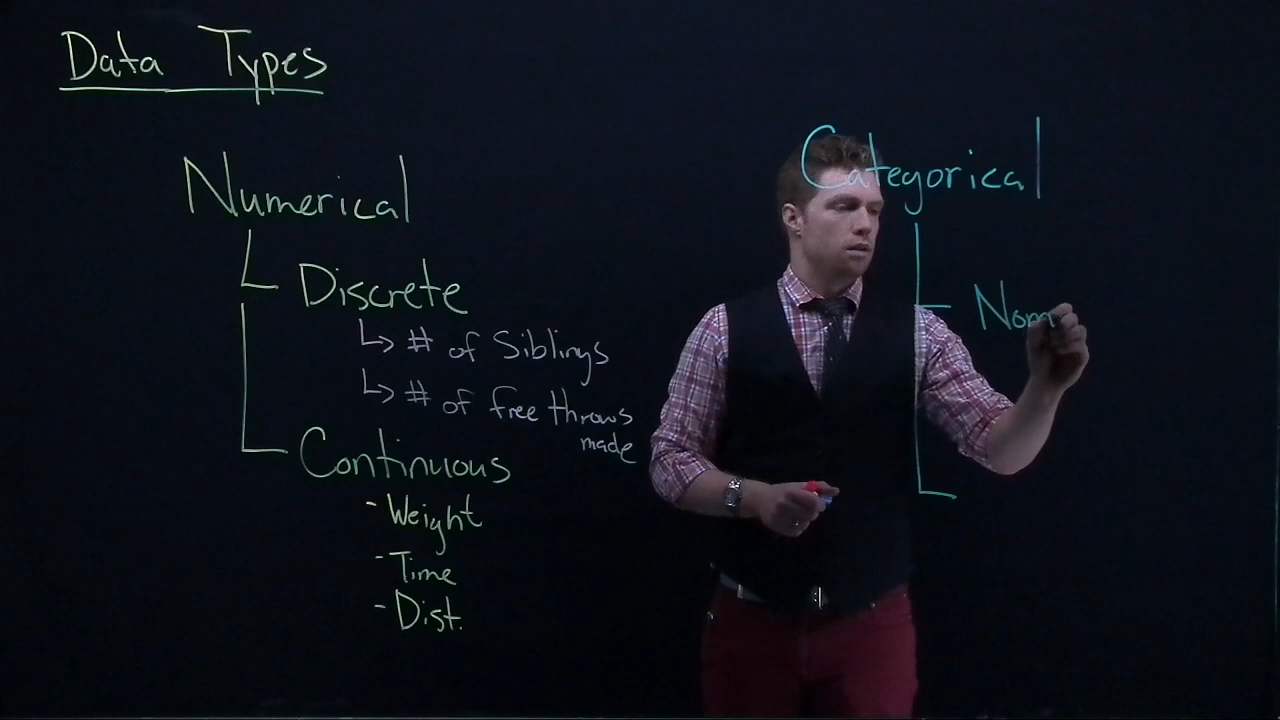 Data Types
Numerical
Discrete
# of Siblings
# of free throws
made
Continuous
- Weight
- Time
- Dist.
Categorical
Nom